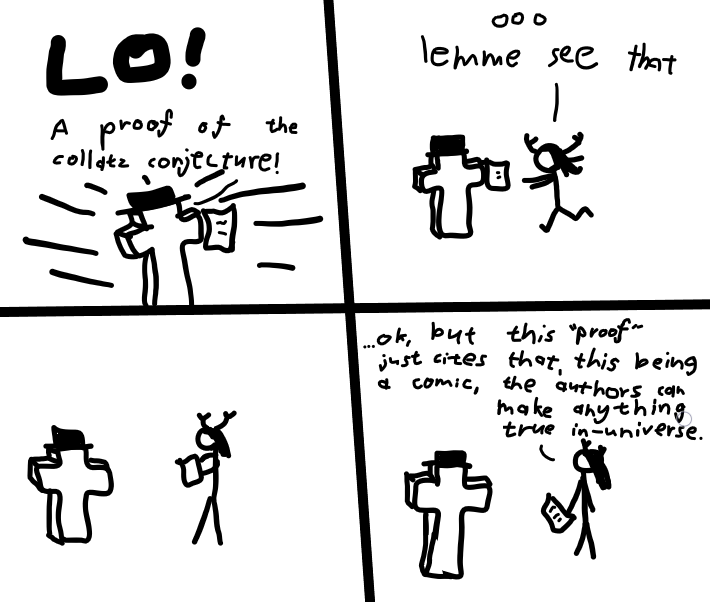 LO!
A proof of the
collatz conjecture!
ooo
lemme see that
...ok, but this "proof"
just cites that, this being
a comic, the authors can
make anything
true in-universe.